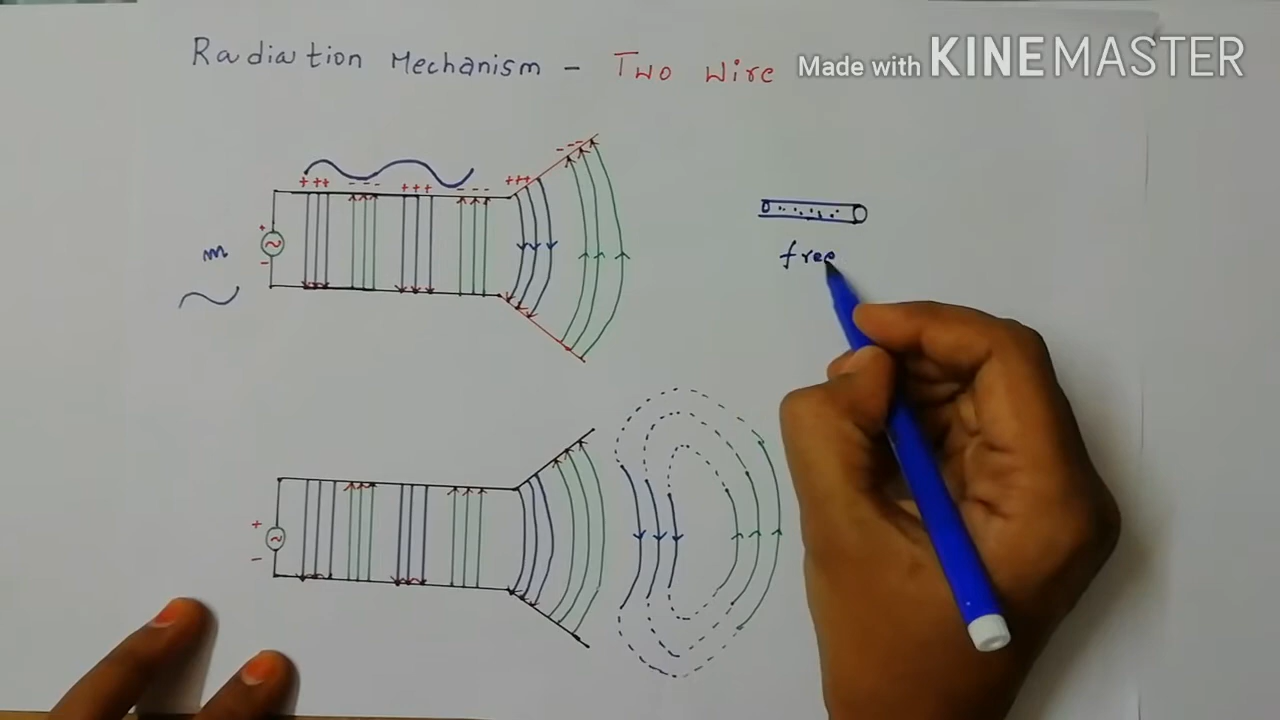 Radiation Mechanism - Two Wire
Made with KINEMASTER
+++ --- +++ --- +++ ---
+
-
m
free
+
-